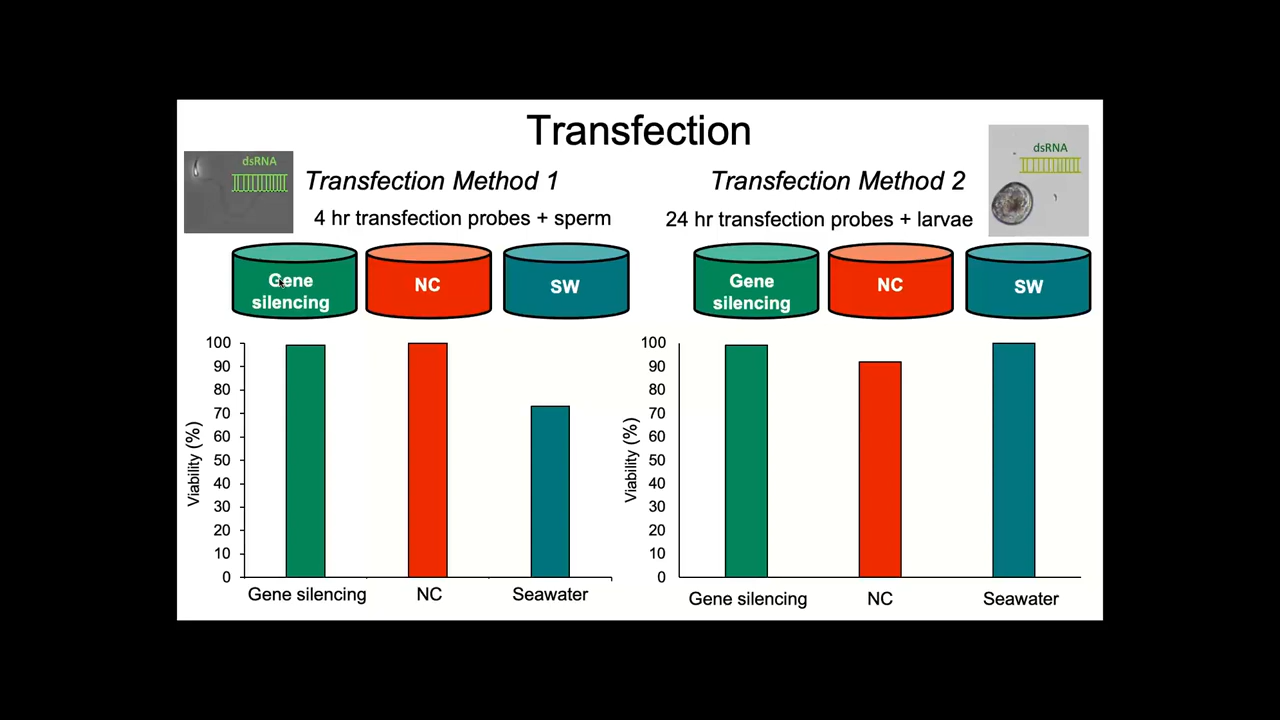 Transfection
dsRNA
Transfection Method 1
4 hr transfection probes + sperm
Gene
silencing
NC
SW
100
90
80
70
60
50
40
30
20
10
0
Viability (%)
Gene silencing
NC
Seawater
dsRNA
Transfection Method 2
24 hr transfection probes + larvae
Gene
silencing
NC
SW
100
90
80
70
60
50
40
30
20
10
0
Viability (%)
Gene silencing
NC
Seawater